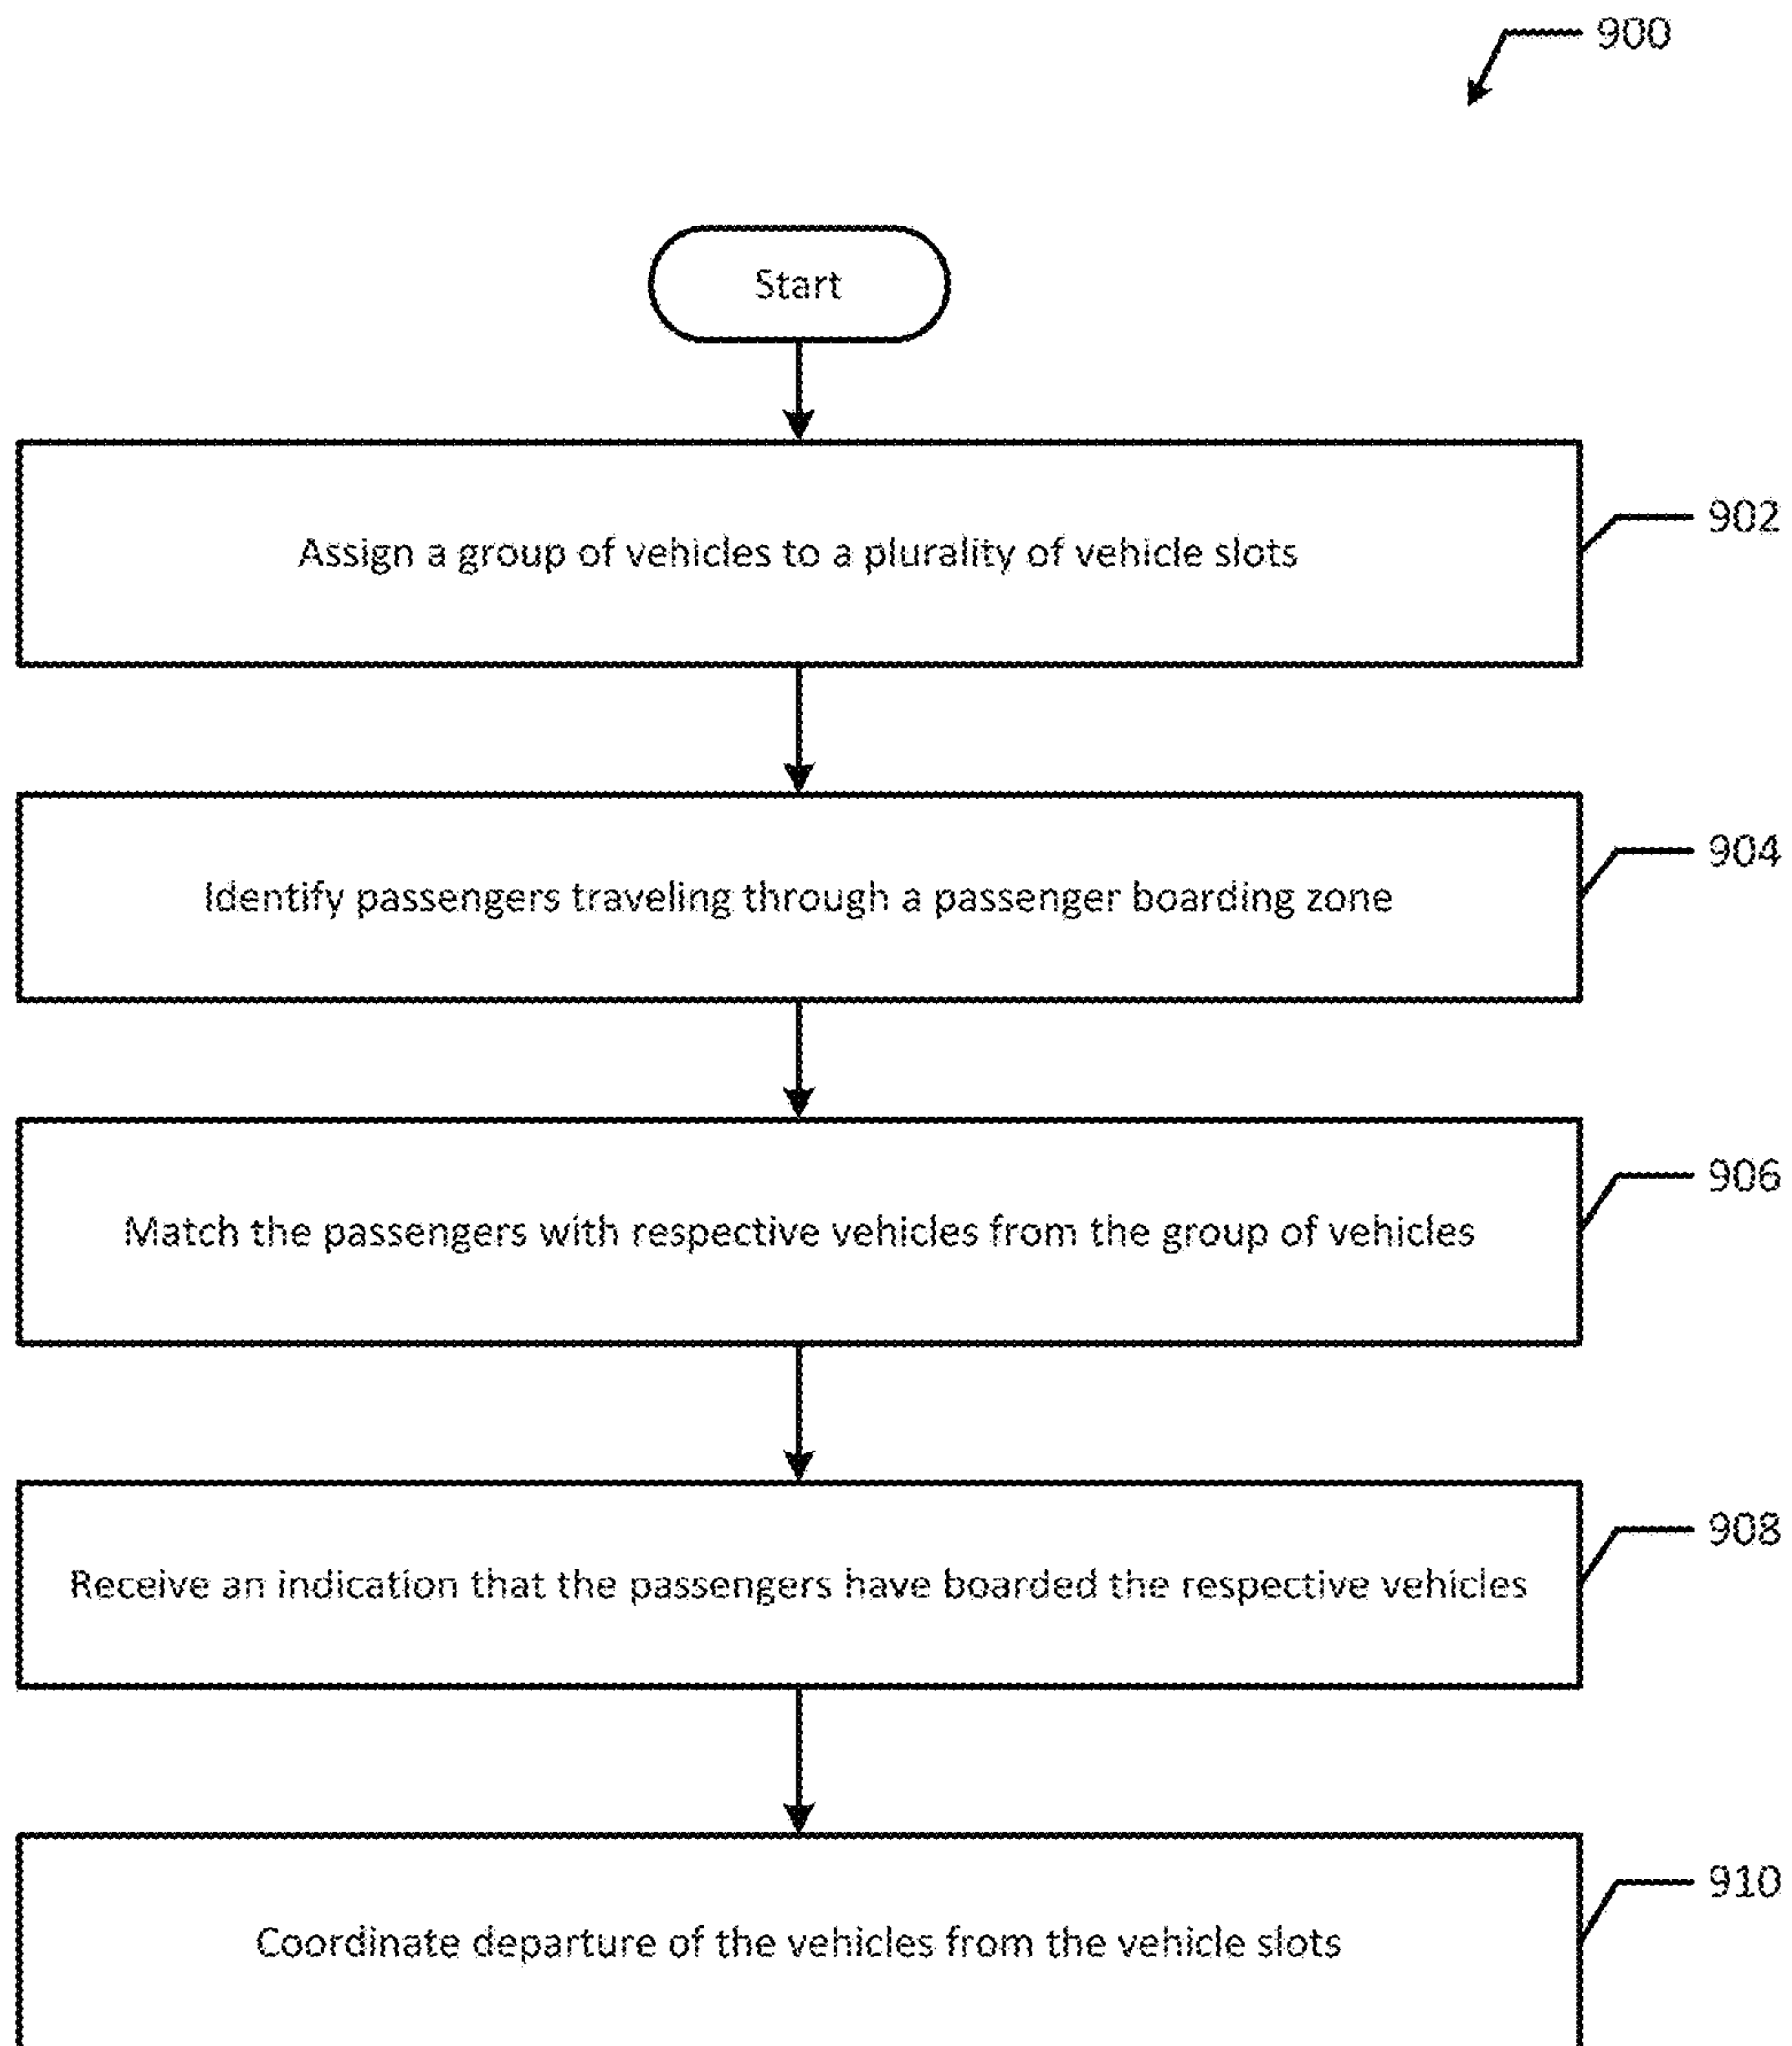 900
Start
Assign a group of vehicles to a plurality of vehicle slots
902
Identify passengers traveling through a passenger boarding zone
904
Match the passengers with respective vehicles from the group of vehicles
906
Receive an indication that the passengers have boarded the respective vehicles
908
Coordinate departure of the vehicles from the vehicle slots
910